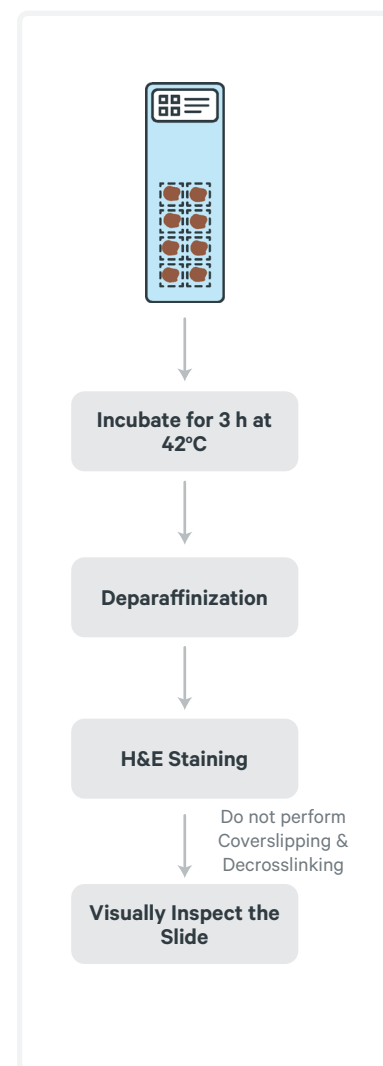 Incubate for 3 h at
42°C
Deparaffinization
H&E Staining
Do not perform
Coverslipping &
Decrosslinking
Visually Inspect the
Slide